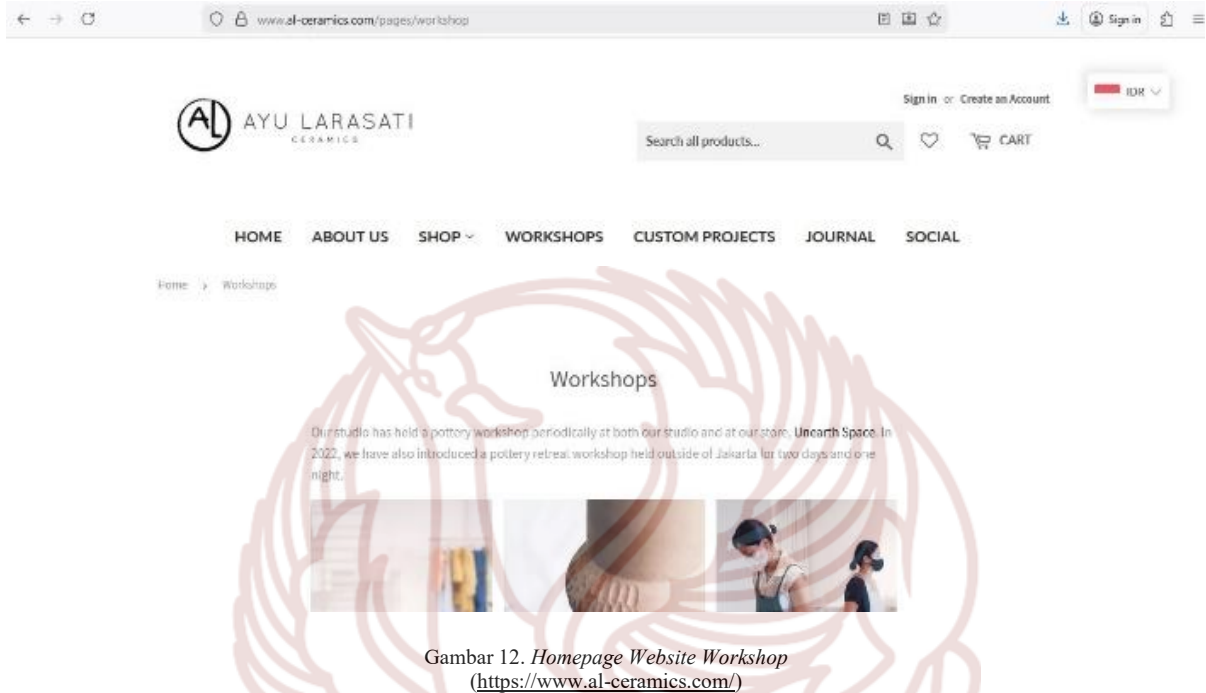 www.al-ceramics.com/pages/workshop
Sign in
AL AYU LARASATI
CERAMICS
Sign in or Create an Account
IDR
Search all products...
CART
HOME ABOUT US SHOP WORKSHOPS CUSTOM PROJECTS JOURNAL SOCIAL
Home > Workshops
Workshops
Our studio has held a pottery workshop periodically at both our studio and at our store, Unearth Space. In
2022, we have also introduced a pottery retreat workshop held outside of Jakarta for two days and one
night.
Gambar 12. Homepage Website Workshop
(https://www.al-ceramics.com/)